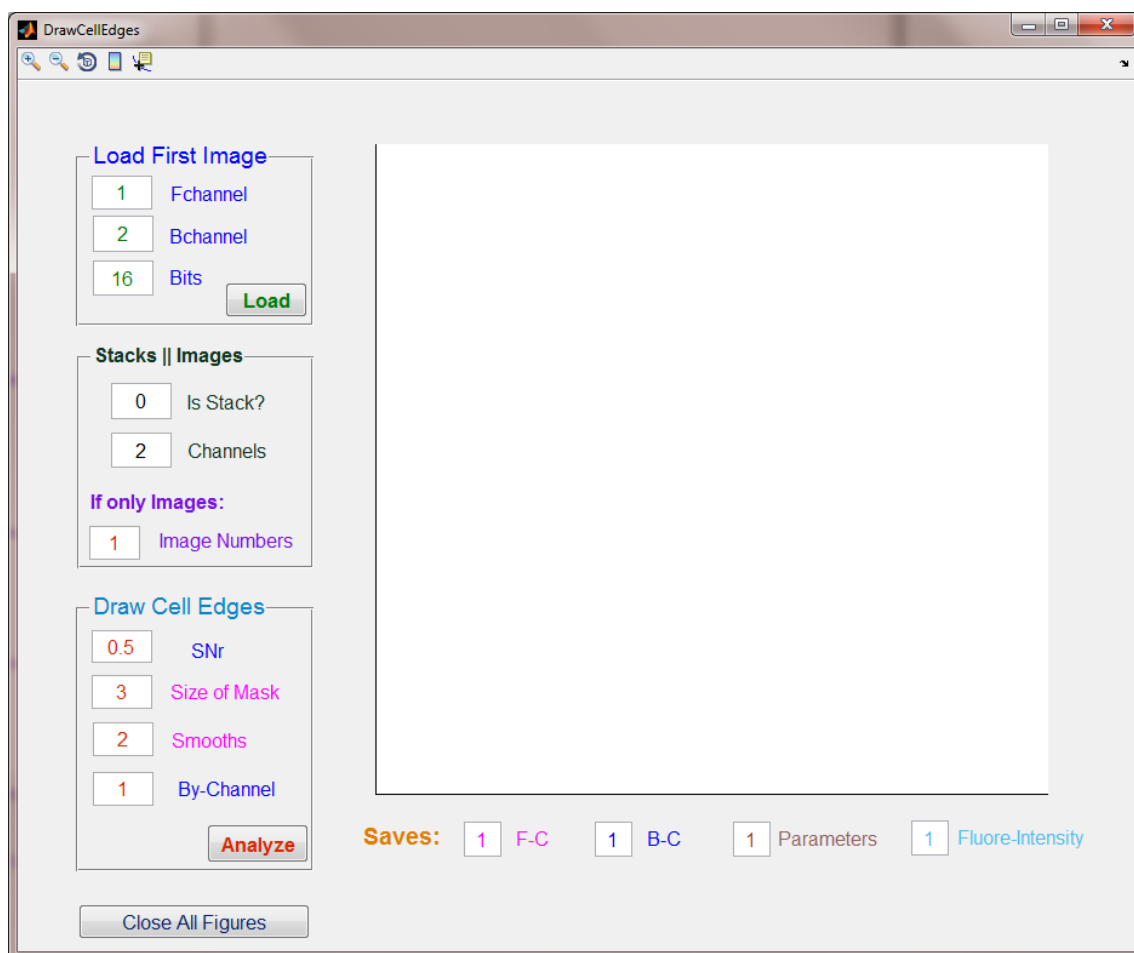 DrawCellEdges
Load First Image
1 Fchannel
2 Bchannel
16 Bits
Load
Stacks || Images
0 Is Stack?
2 Channels
If only Images:
1 Image Numbers
Draw Cell Edges
0.5 SNr
3 Size of Mask
2 Smooths
1 By-Channel
Analyze
Saves: 1 F-C 1 B-C 1 Parameters 1 Fluore-Intensity
Close All Figures